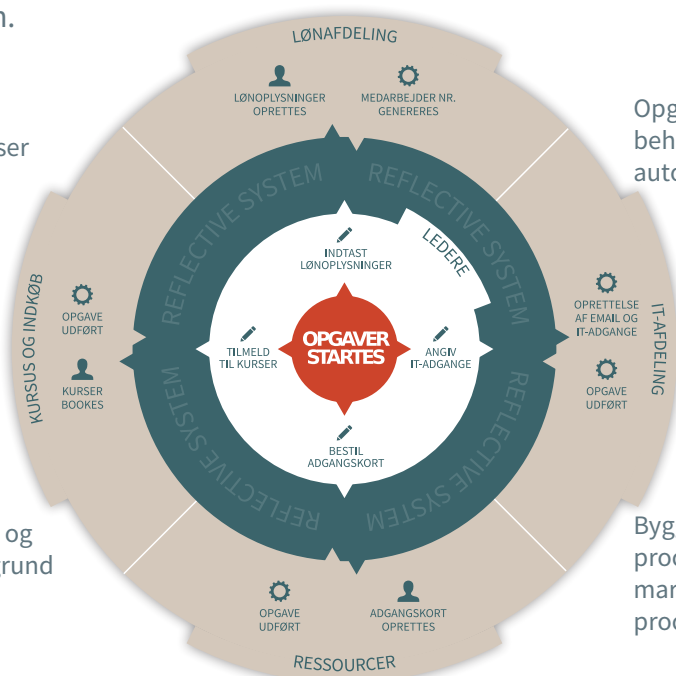 LØNAFDELING
LØNOPLYSNINGER
OPRETTES
MEDARBEJDER NR.
GENERERES
REFLECTIVE SYSTEM
REFLECTIVE SYSTEM
LEDERE
INDTAST
LØNOPLYSNINGER
KURSUS OG INDKØB
OPGAVE
UDFØRT
KURSER
BOOKES
TILMELD
TIL KURSER
OPGAVER
STARTES
ANGIV
IT-ADGANGE
OPRETTELSE
AF EMAIL OG
IT-ADGANGE
OPGAVE
UDFØRT
IT-AFDELING
BESTIL
ADGANGSKORT
REFLECTIVE SYSTEM
REFLECTIVE SYSTEM
og
OPGAVE
UDFØRT
ADGANGSKORT
OPRETTES
RESSOURCER